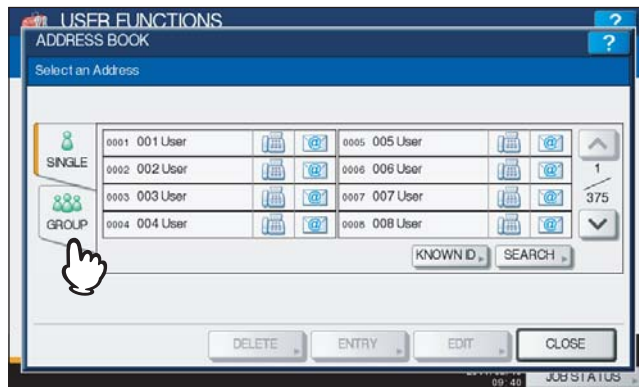 USER FUNCTIONS ?
ADDRESS BOOK ?
Select an Address
SINGLE
GROUP
0001 001 User
0002 002 User
0003 003 User
0004 004 User
0005 005 User
0006 006 User
0007 007 User
0008 008 User
1
375
KNOWN ID
SEARCH
DELETE
ENTRY
EDIT
CLOSE
09:40
JOB STATUS